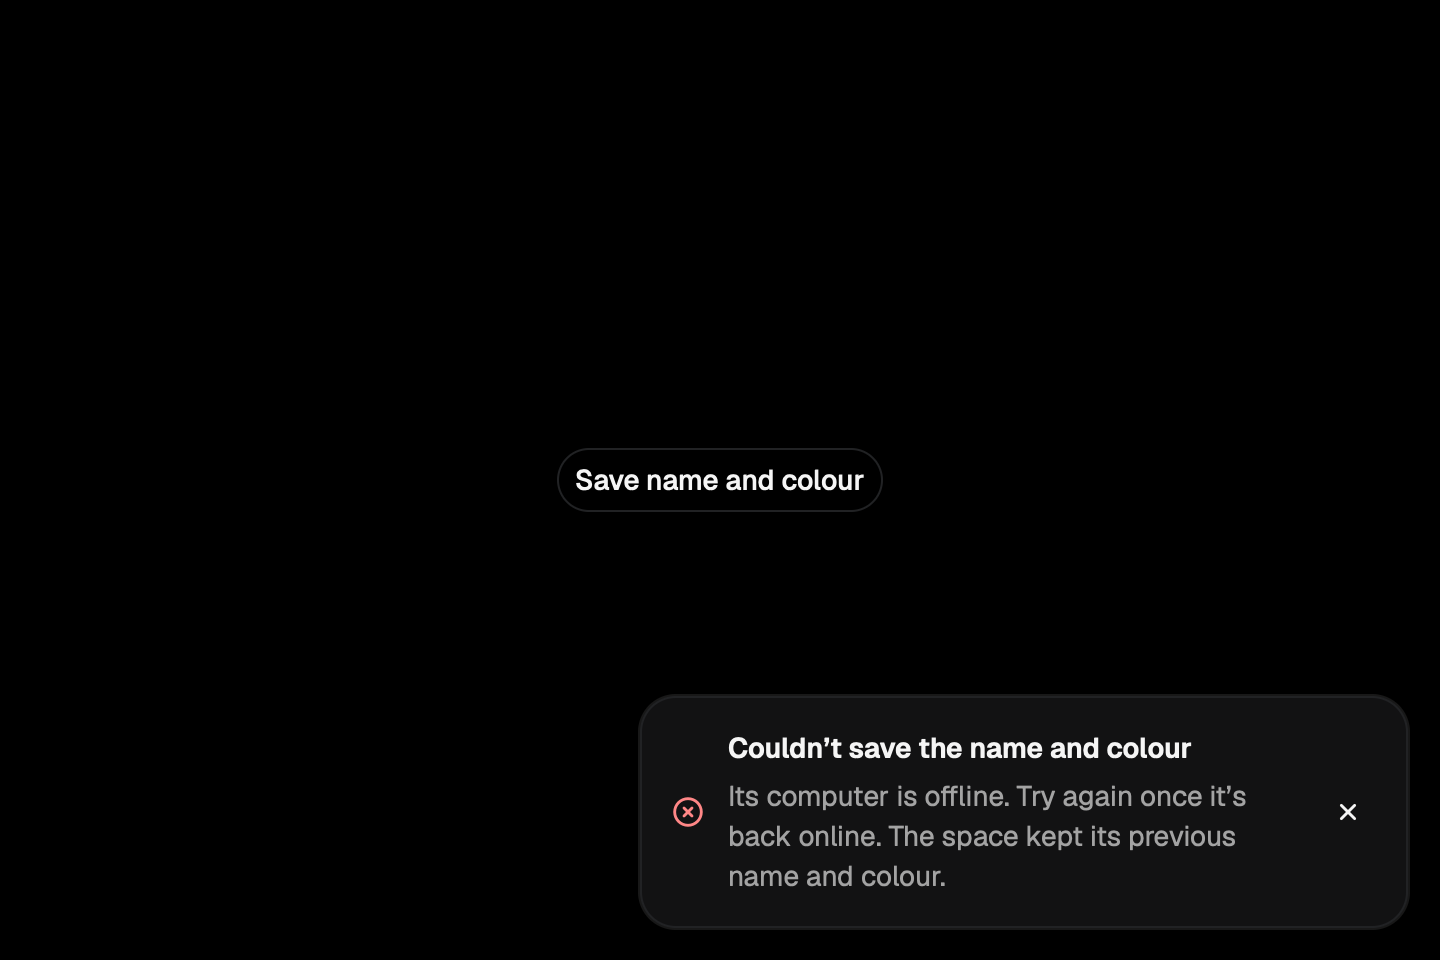 Save name and colour
Couldn’t save the name and colour
Its computer is offline. Try again once it’s
back online. The space kept its previous
name and colour.